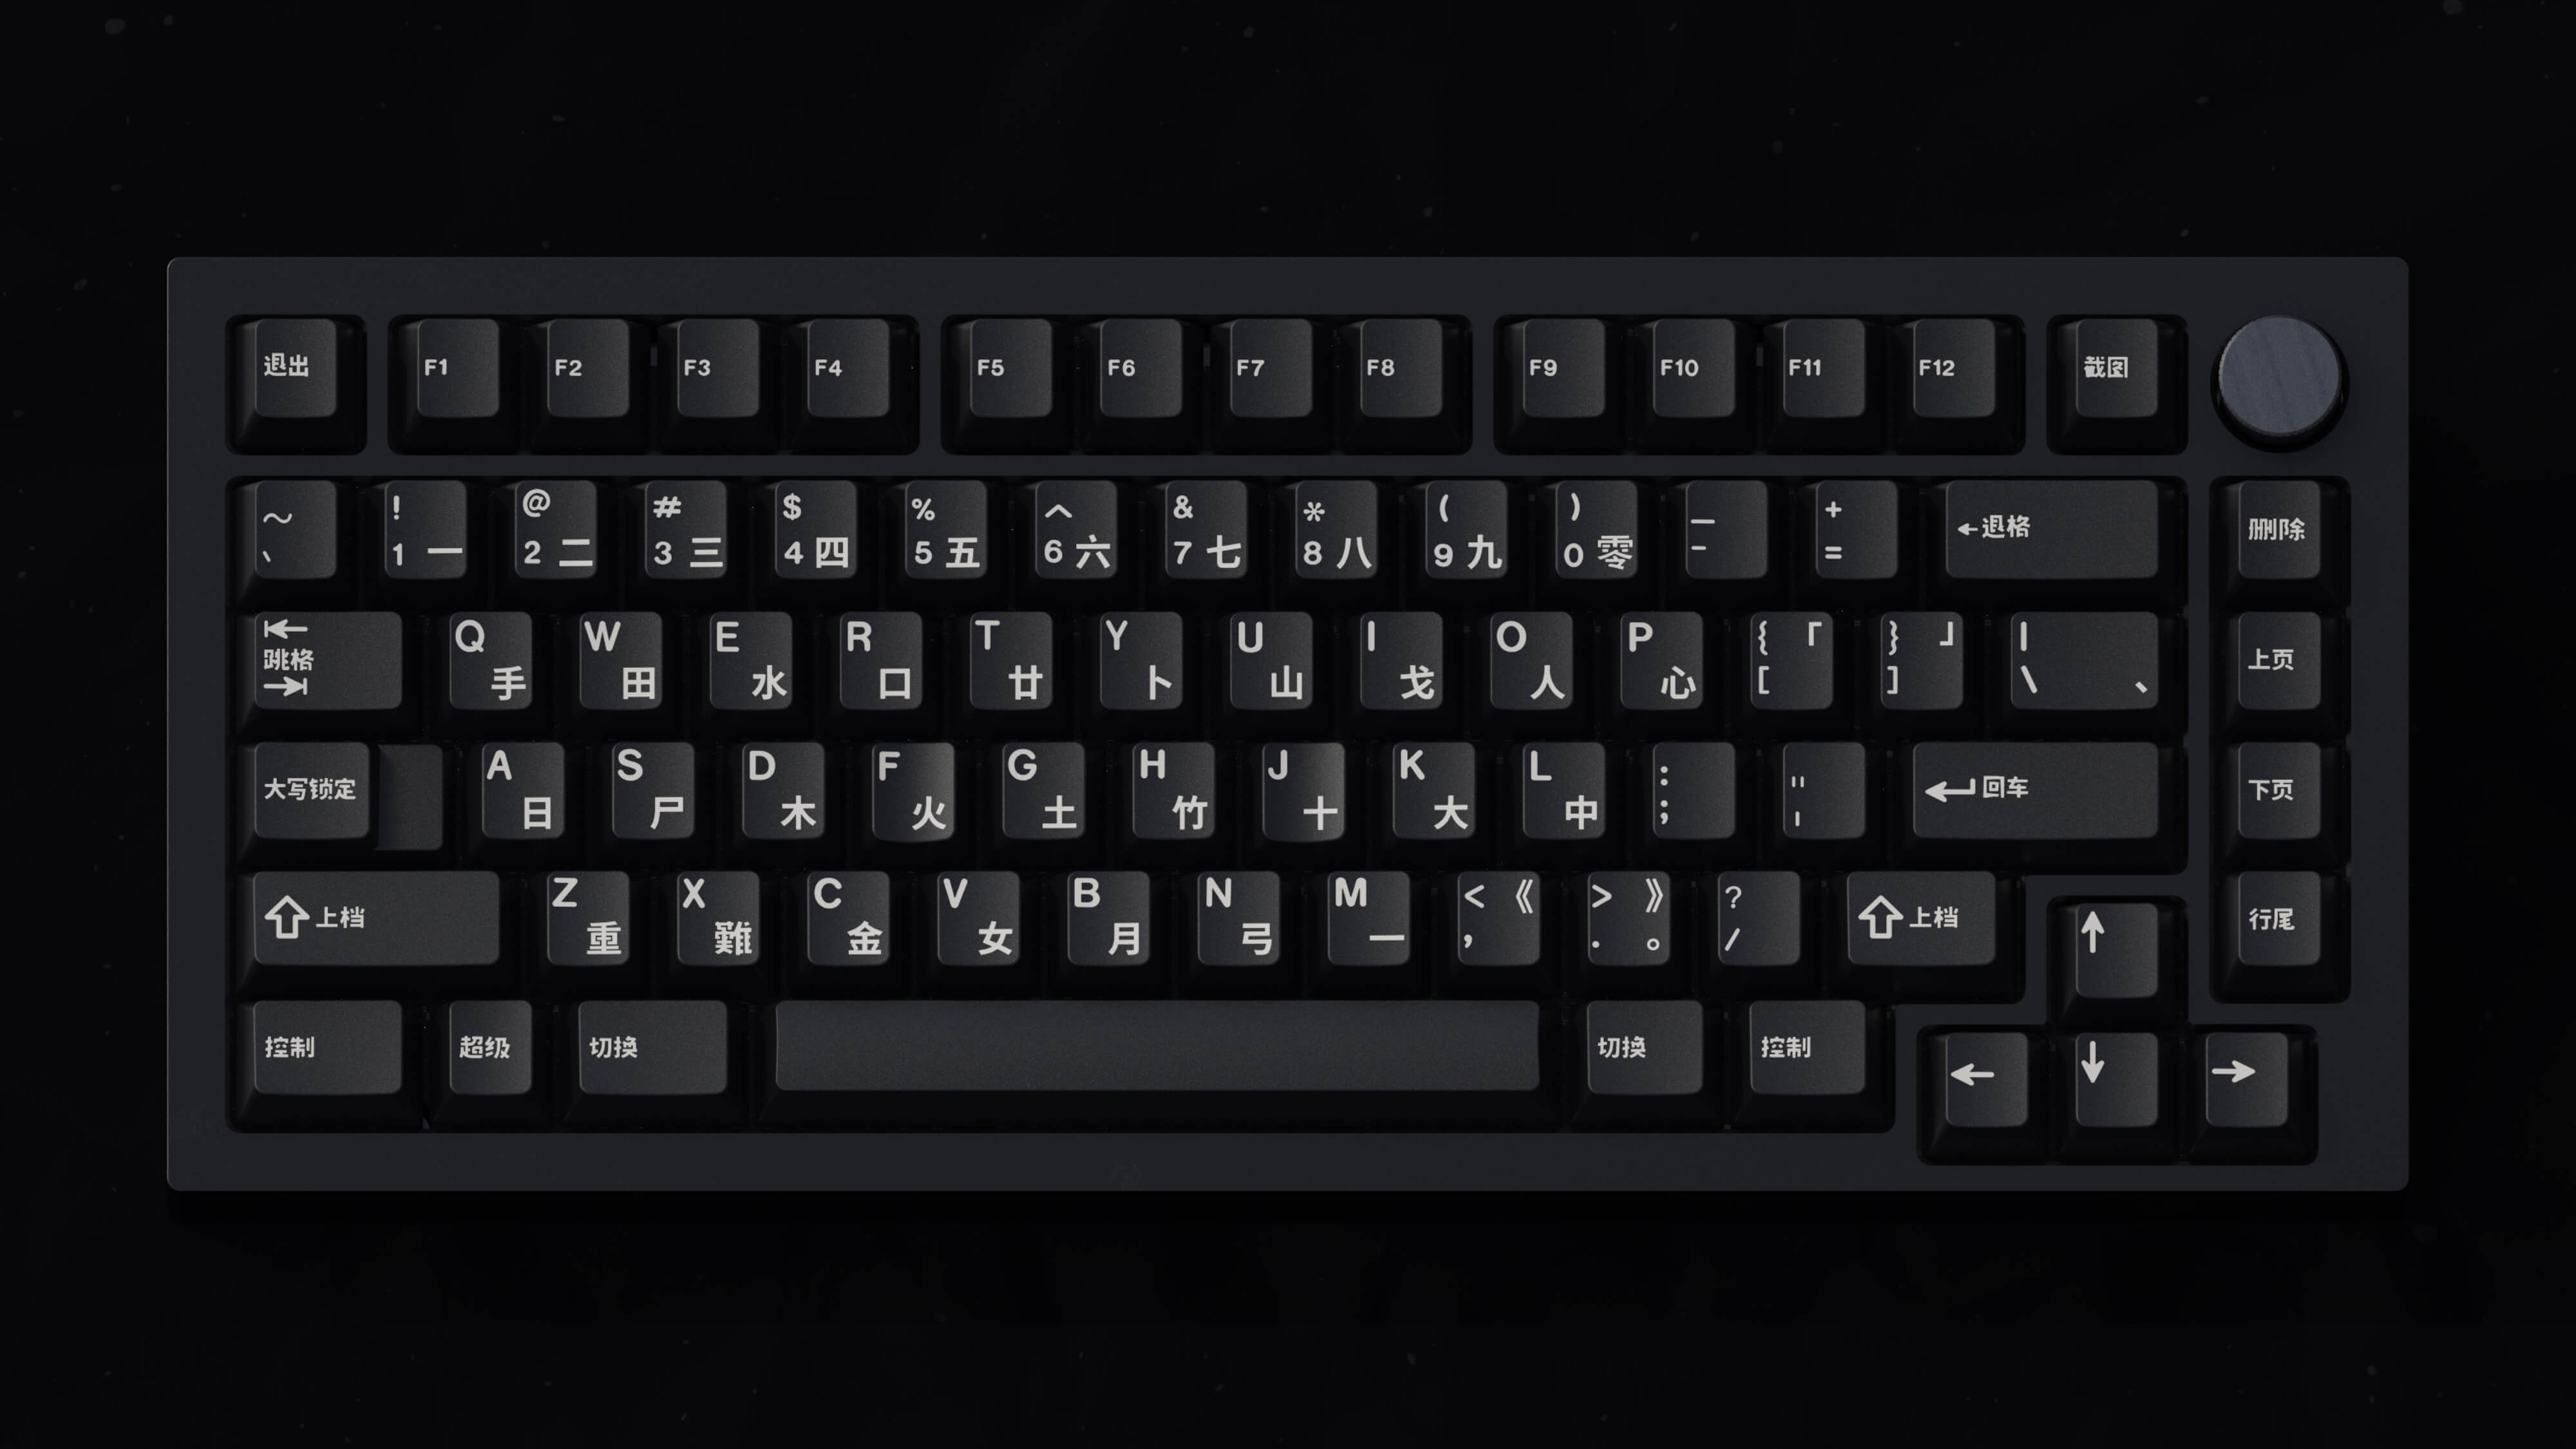 退出 F1 F2 F3 F4 F5 F6 F7 F8 F9 F10 F11 F12 截图
~ ! @ # $ % ^ & * ( ) _ +
` 1 一 2 二 3 三 4 四 5 五 6 六 7 七 8 八 9 九 0 零 - = ←退格 删除
Q W E R T Y U I O P { 「 } 」 |
跳格 手 田 水 口 廿 卜 山 戈 人 心 [ ] \ 、 上页
A S D F G H J K L : "
大写锁定 日 尸 木 火 土 竹 十 大 中 ; ' 回车 下页
Z X C V B N M < 《 > 》 ?
上档 重 難 金 女 月 弓 一 , . 。 / 上档 行尾
控制 超级 切换 切换 控制